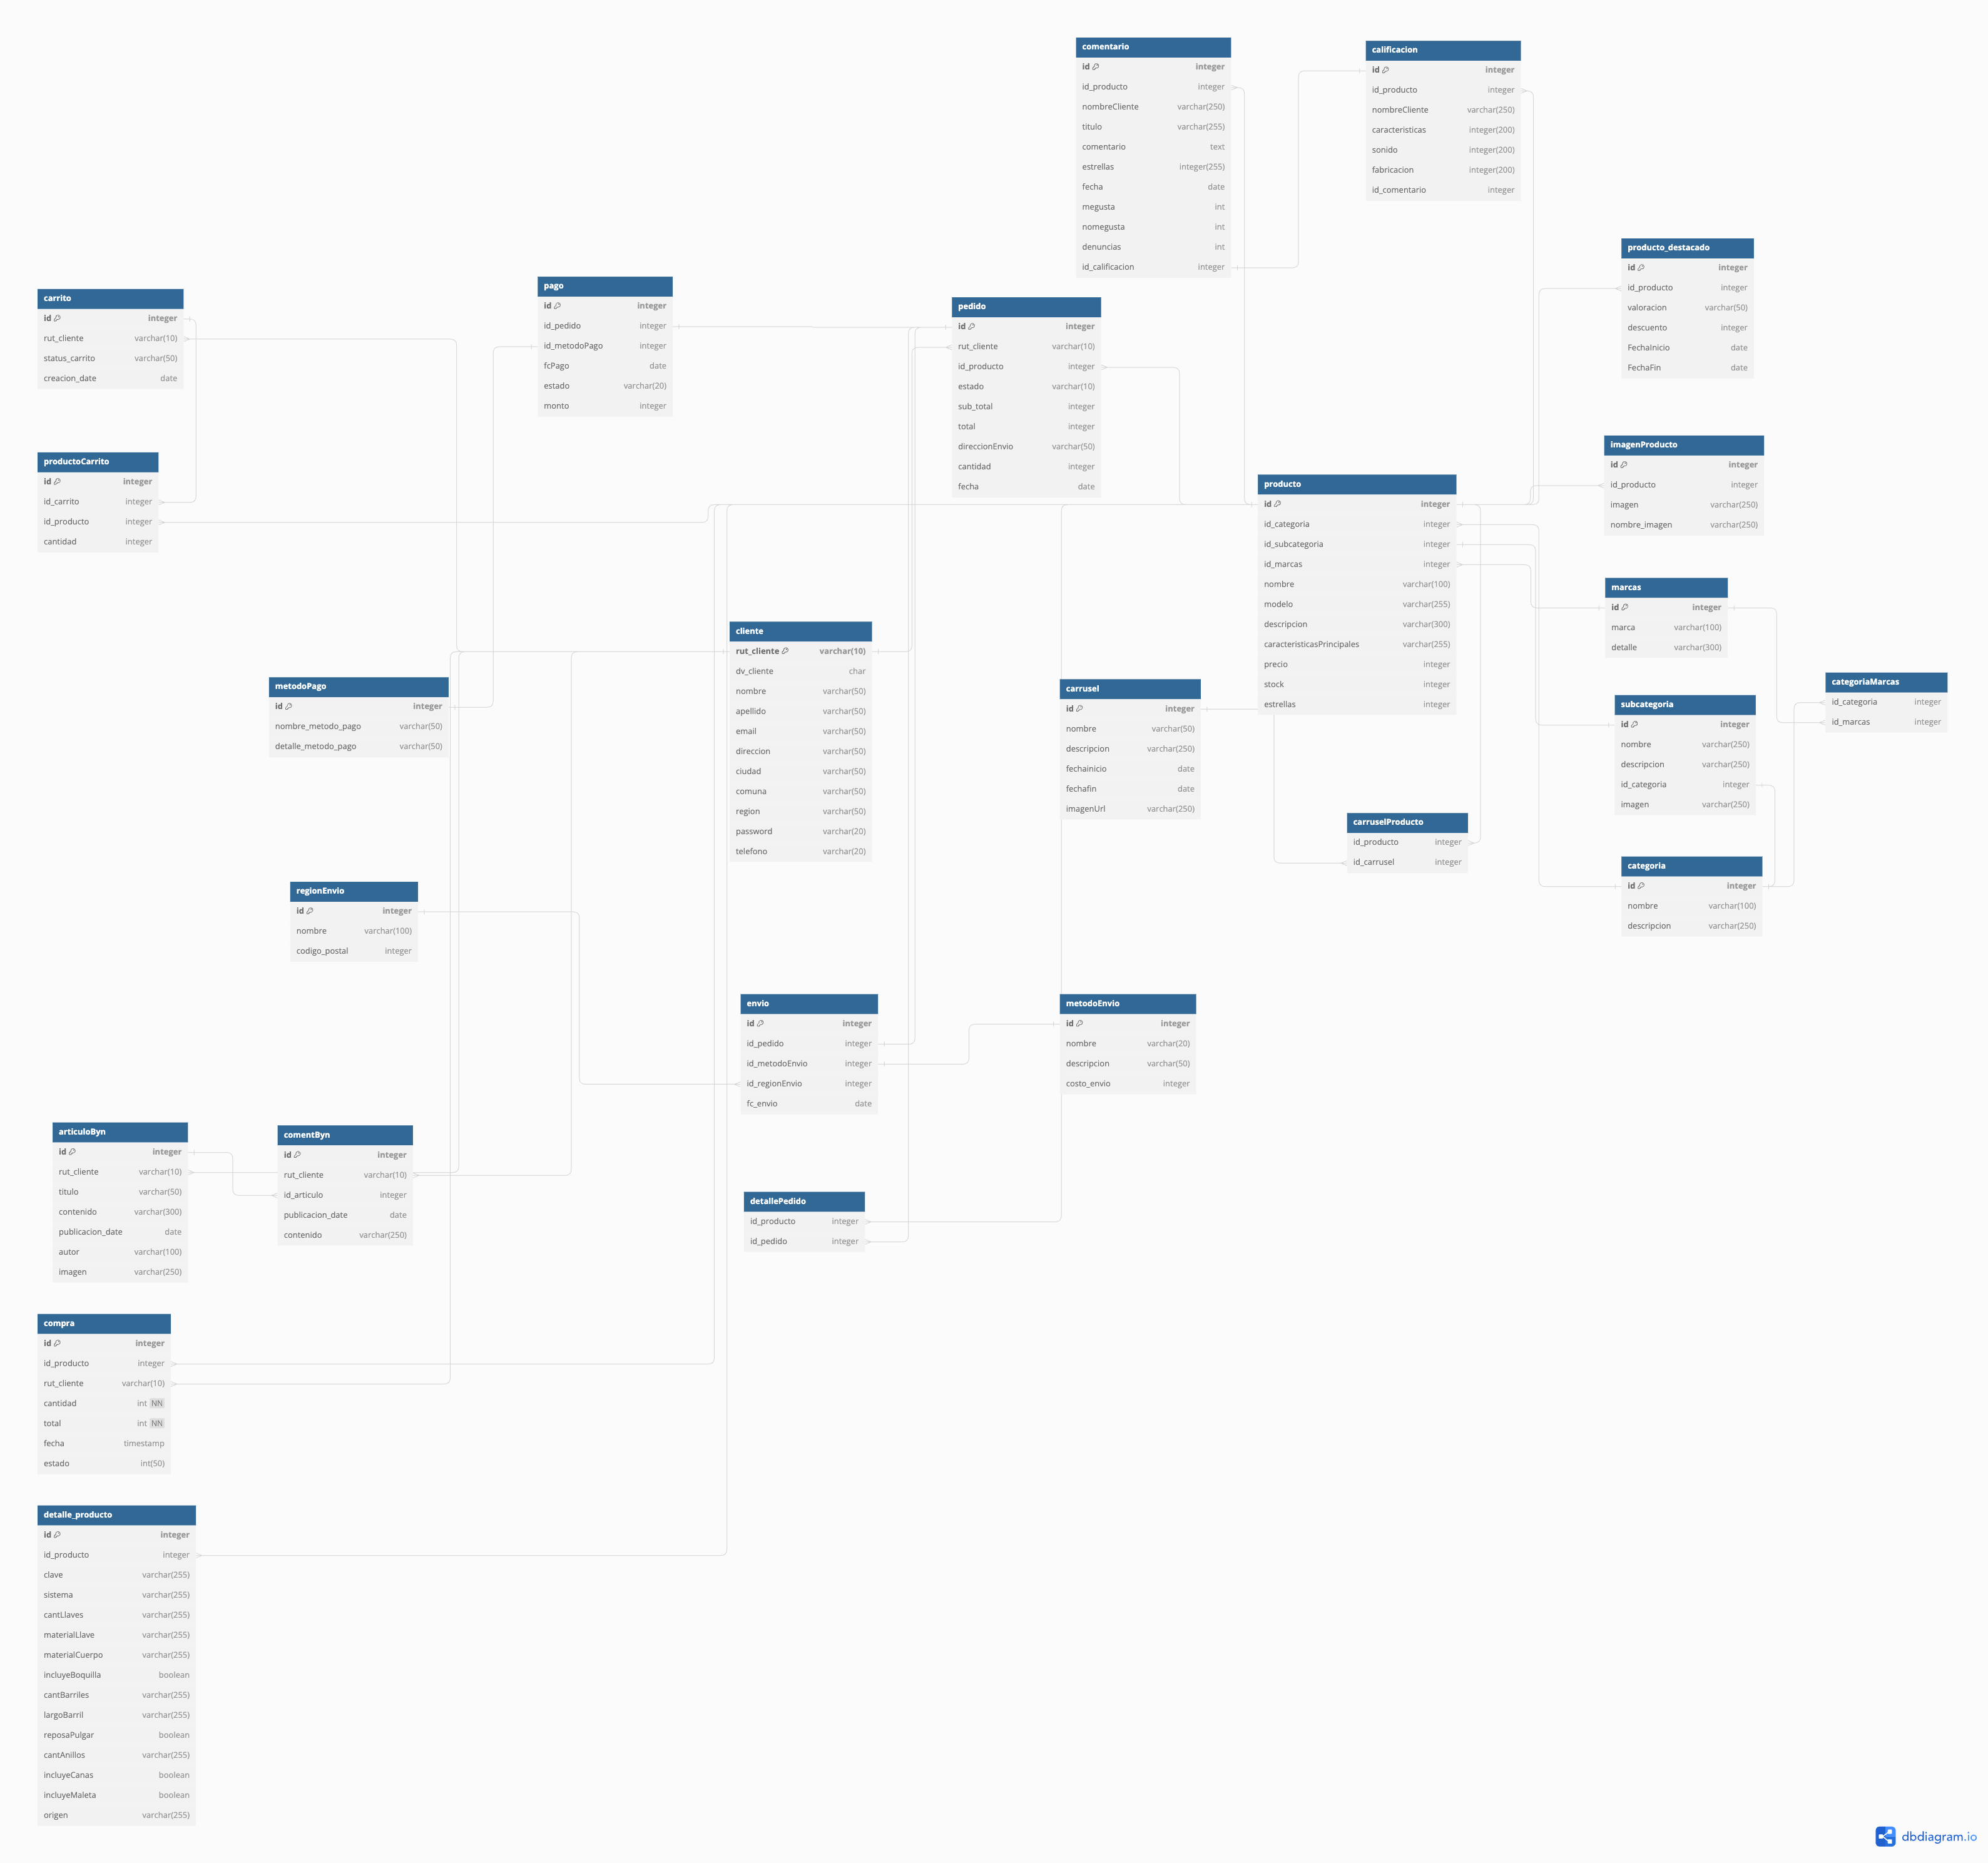 comentario
id integer
id_producto integer
nombreCliente varchar(250)
titulo varchar(255)
comentario text
estrellas integer(255)
fecha date
megusta int
nomegusta int
denuncias int
id_calificacion integer
calificacion
id integer
id_producto integer
nombreCliente varchar(250)
caracteristicas integer(200)
sonido integer(200)
fabricacion integer(200)
id_comentario integer
producto_destacado
id integer
id_producto integer
valoracion varchar(50)
descuento integer
FechaInicio date
FechaFin date
carrito
id integer
rut_cliente varchar(10)
status_carrito varchar(50)
creacion_date date
pago
id integer
id_pedido integer
id_metodoPago integer
fcPago date
estado varchar(20)
monto integer
pedido
id integer
rut_cliente varchar(10)
id_producto integer
estado varchar(10)
sub_total integer
total integer
direccionEnvio varchar(50)
cantidad integer
fecha date
imagenProducto
id integer
id_producto integer
imagen varchar(250)
nombre_imagen varchar(250)
productoCarrito
id integer
id_carrito integer
id_producto integer
cantidad integer
producto
id integer
id_categoria integer
id_subcategoria integer
id_marcas integer
nombre varchar(100)
modelo varchar(255)
descripcion varchar(300)
caracteristicasPrincipales varchar(255)
precio integer
stock integer
estrellas integer
marcas
id integer
marca varchar(100)
detalle varchar(300)
cliente
rut_cliente varchar(10)
dv_cliente char
nombre varchar(50)
apellido varchar(50)
email varchar(50)
direccion varchar(50)
ciudad varchar(50)
comuna varchar(50)
region varchar(50)
password varchar(20)
telefono varchar(20)
metodoPago
id integer
nombre_metodo_pago varchar(50)
detalle_metodo_pago varchar(50)
carrusel
id integer
nombre varchar(50)
descripcion varchar(250)
fechainicio date
fechafin date
imagenUrl varchar(250)
categoriaMarcas
id_categoria integer
id_marcas integer
subcategoria
id integer
nombre varchar(250)
descripcion varchar(250)
id_categoria integer
imagen varchar(250)
carruselProducto
id_producto integer
id_carrusel integer
categoria
id integer
nombre varchar(100)
descripcion varchar(250)
regionEnvio
id integer
nombre varchar(100)
codigo_postal integer
envio
id integer
id_pedido integer
id_metodoEnvio integer
id_regionEnvio integer
fc_envio date
metodoEnvio
id integer
nombre varchar(20)
descripcion varchar(50)
costo_envio integer
articuloByn
id integer
rut_cliente varchar(10)
titulo varchar(50)
contenido varchar(300)
publicacion_date date
autor varchar(100)
imagen varchar(250)
comentByn
id integer
rut_cliente varchar(10)
id_articulo integer
publicacion_date date
contenido varchar(250)
detallePedido
id_producto integer
id_pedido integer
compra
id integer
id_producto integer
rut_cliente varchar(10)
cantidad int NN
total int NN
fecha timestamp
estado int(50)
detalle_producto
id integer
id_producto integer
clave varchar(255)
sistema varchar(255)
cantLlaves varchar(255)
materialLlave varchar(255)
materialCuerpo varchar(255)
incluyeBoquilla boolean
cantBarriles varchar(255)
largoBarril varchar(255)
reposaPulgar boolean
cantAnillos varchar(255)
incluyeCanas boolean
incluyeMaleta boolean
origen varchar(255)
dbdiagram.io